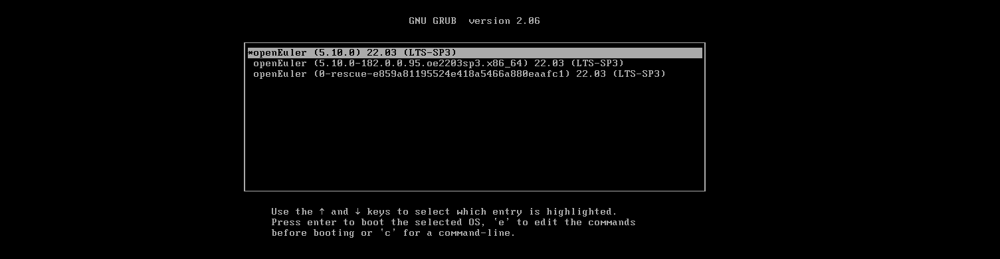 GNU GRUB  version 2.06
*openEuler (5.10.0) 22.03 (LTS-SP3)
openEuler (5.10.0-182.0.0.95.oe2203sp3.x86_64) 22.03 (LTS-SP3)
openEuler (0-rescue-e859a81195524e418a5466a880eaafc1) 22.03 (LTS-SP3)
Use the ↑ and ↓ keys to select which entry is highlighted.
Press enter to boot the selected OS, `e' to edit the commands
before booting or `c' for a command-line.